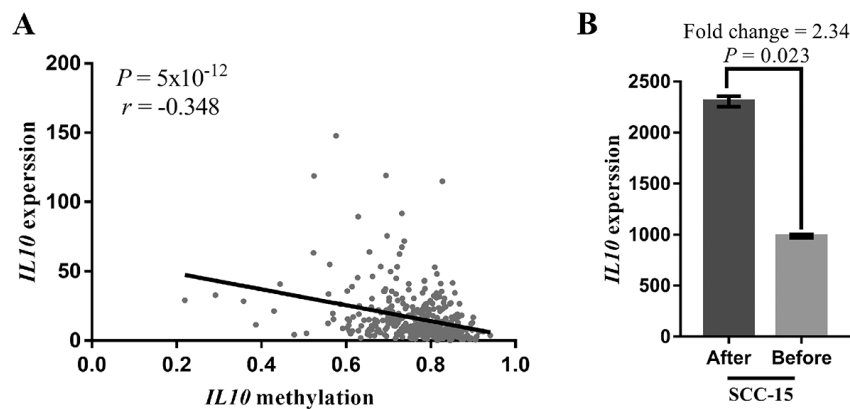 A
P = 5x10⁻¹²
r = -0.348
200
150
100
50
0
IL10 experssion
0.0 0.2 0.4 0.6 0.8 1.0
IL10 methylation
B
Fold change = 2.34
P = 0.023
2500
2000
1500
1000
500
0
IL10 experssion
After Before
SCC-15